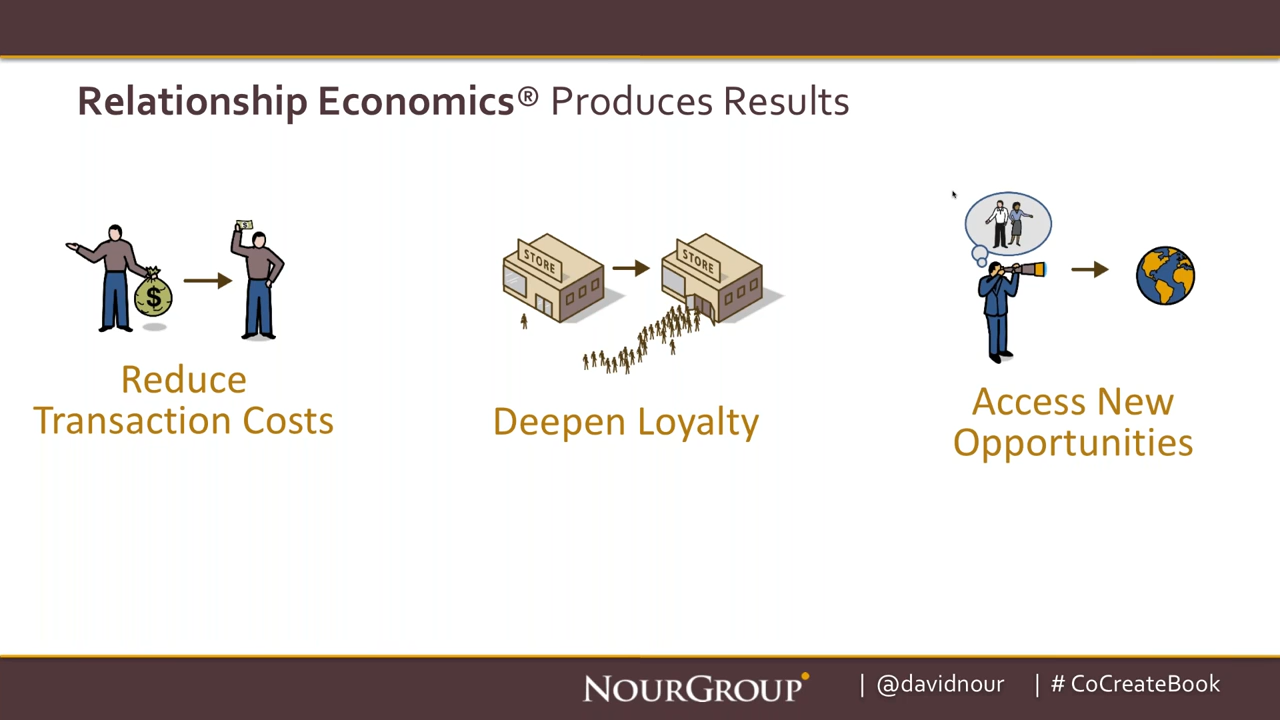 Relationship Economics® Produces Results
$
$
STORE
STORE
Reduce
Transaction Costs
Deepen Loyalty
Access New
Opportunities
NOURGROUP
| @davidnour
| # CoCreateBook